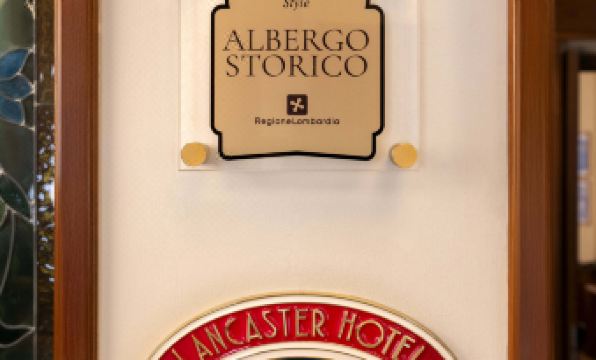 Style
ALBERGO
STORICO
RegioneLombardia
LANCASTER HOTEL